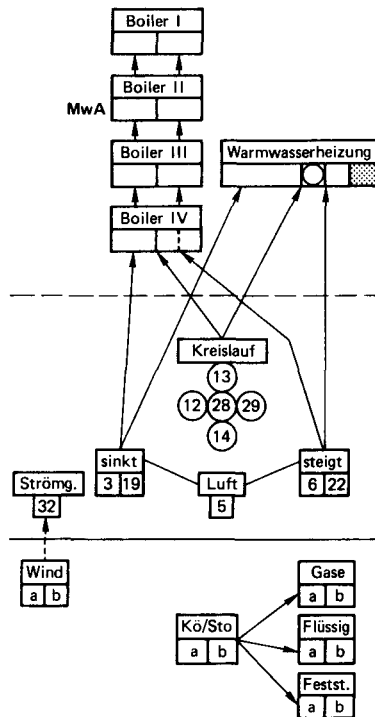 Boiler I
Boiler II
MwA
Boiler III
Warmwasserheizung
Boiler IV
Kreislauf
13
12 28 29
14
sinkt
3 19
steigt
6 22
Strömg.
32
Luft
5
Wind
a b
Gase
a b
Kö/Sto
a b
Flüssig
a b
Festst.
a b